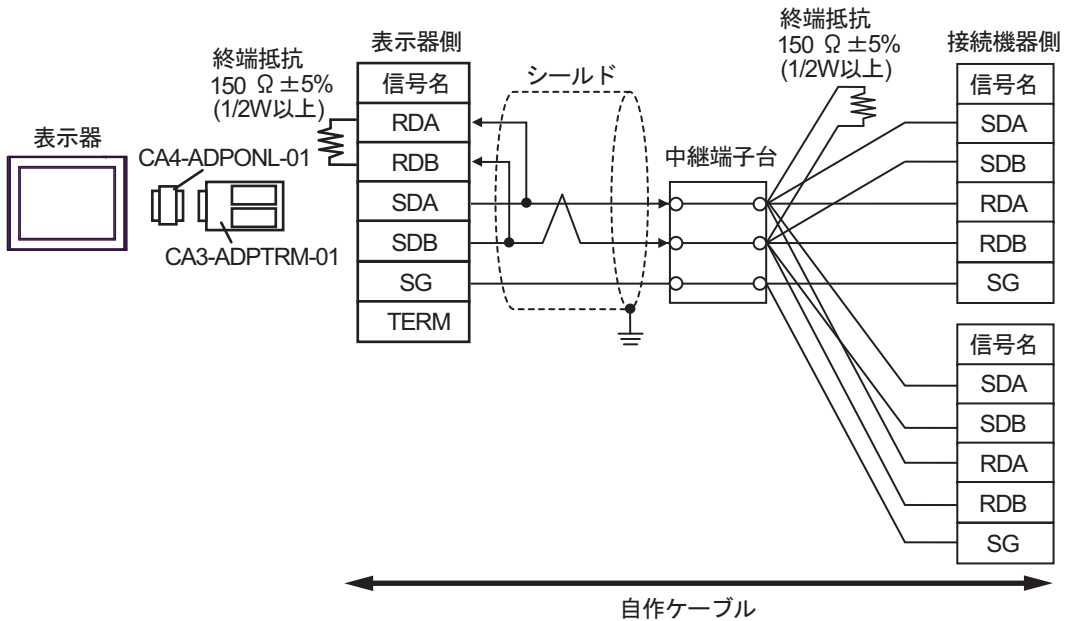 表示器
CA4-ADPONL-01
CA3-ADPTRM-01
終端抵抗
150 Ω ±5%
(1/2W以上)
表示器側
信号名
RDA
RDB
SDA
SDB
SG
TERM
シールド
中継端子台
終端抵抗
150 Ω ±5%
(1/2W以上)
接続機器側
信号名
SDA
SDB
RDA
RDB
SG
信号名
SDA
SDB
RDA
RDB
SG
自作ケーブル